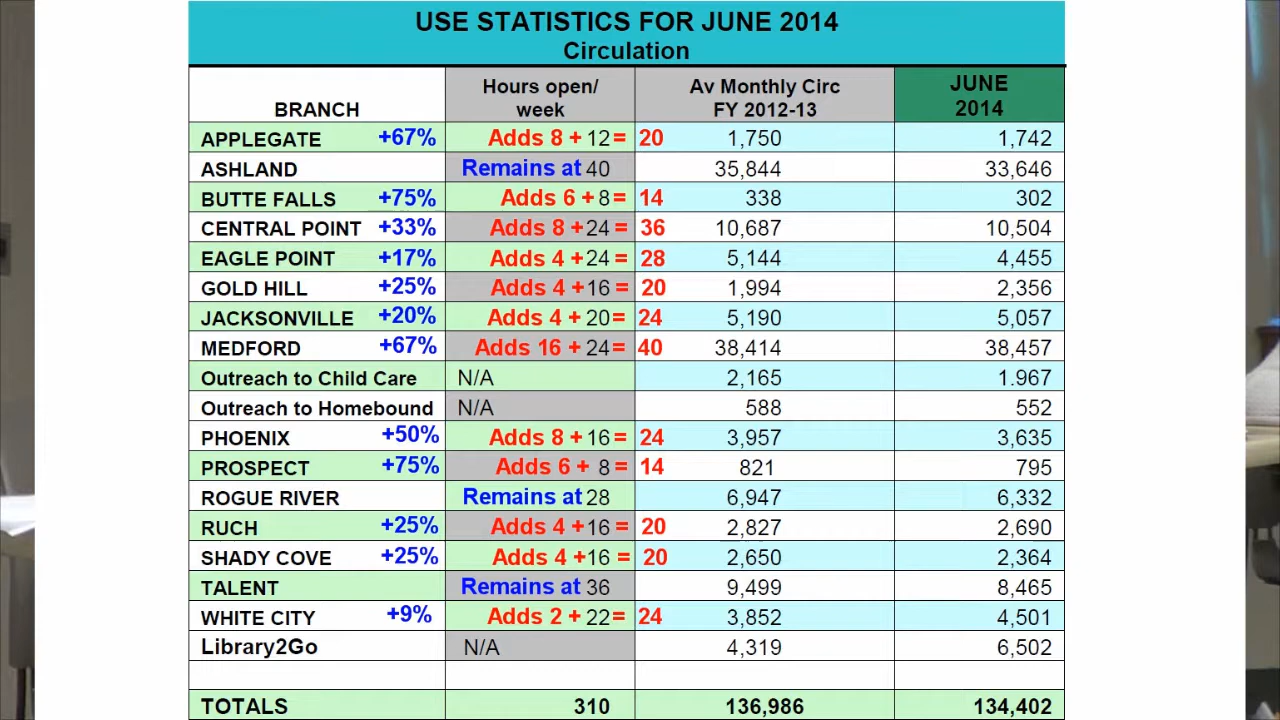 USE STATISTICS FOR JUNE 2014
Circulation
BRANCH Hours open/ week Av Monthly Circ FY 2012-13 JUNE 2014
APPLEGATE +67% Adds 8 + 12 = 20 1,750 1,742
ASHLAND Remains at 40 35,844 33,646
BUTTE FALLS +75% Adds 6 + 8 = 14 338 302
CENTRAL POINT +33% Adds 8 + 24 = 36 10,687 10,504
EAGLE POINT +17% Adds 4 + 24 = 28 5,144 4,455
GOLD HILL +25% Adds 4 + 16 = 20 1,994 2,356
JACKSONVILLE +20% Adds 4 + 20 = 24 5,190 5,057
MEDFORD +67% Adds 16 + 24 = 40 38,414 38,457
Outreach to Child Care N/A 2,165 1.967
Outreach to Homebound N/A 588 552
PHOENIX +50% Adds 8 + 16 = 24 3,957 3,635
PROSPECT +75% Adds 6 + 8 = 14 821 795
ROGUE RIVER Remains at 28 6,947 6,332
RUCH +25% Adds 4 + 16 = 20 2,827 2,690
SHADY COVE +25% Adds 4 + 16 = 20 2,650 2,364
TALENT Remains at 36 9,499 8,465
WHITE CITY +9% Adds 2 + 22 = 24 3,852 4,501
Library2Go N/A 4,319 6,502
TOTALS 310 136,986 134,402